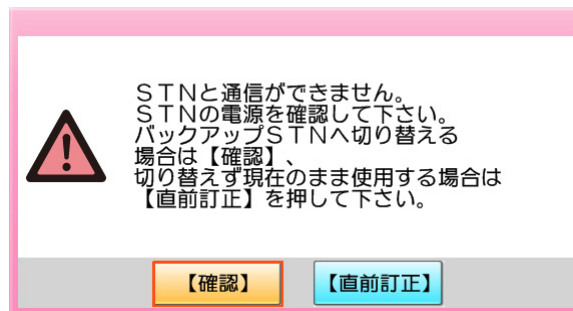 ＳＴＮと通信ができません。
ＳＴＮの電源を確認して下さい。
バックアップＳＴＮへ切り替える
場合は【確認】、
切り替えず現在のまま使用する場合は
【直前訂正】を押して下さい。
【確認】
【直前訂正】